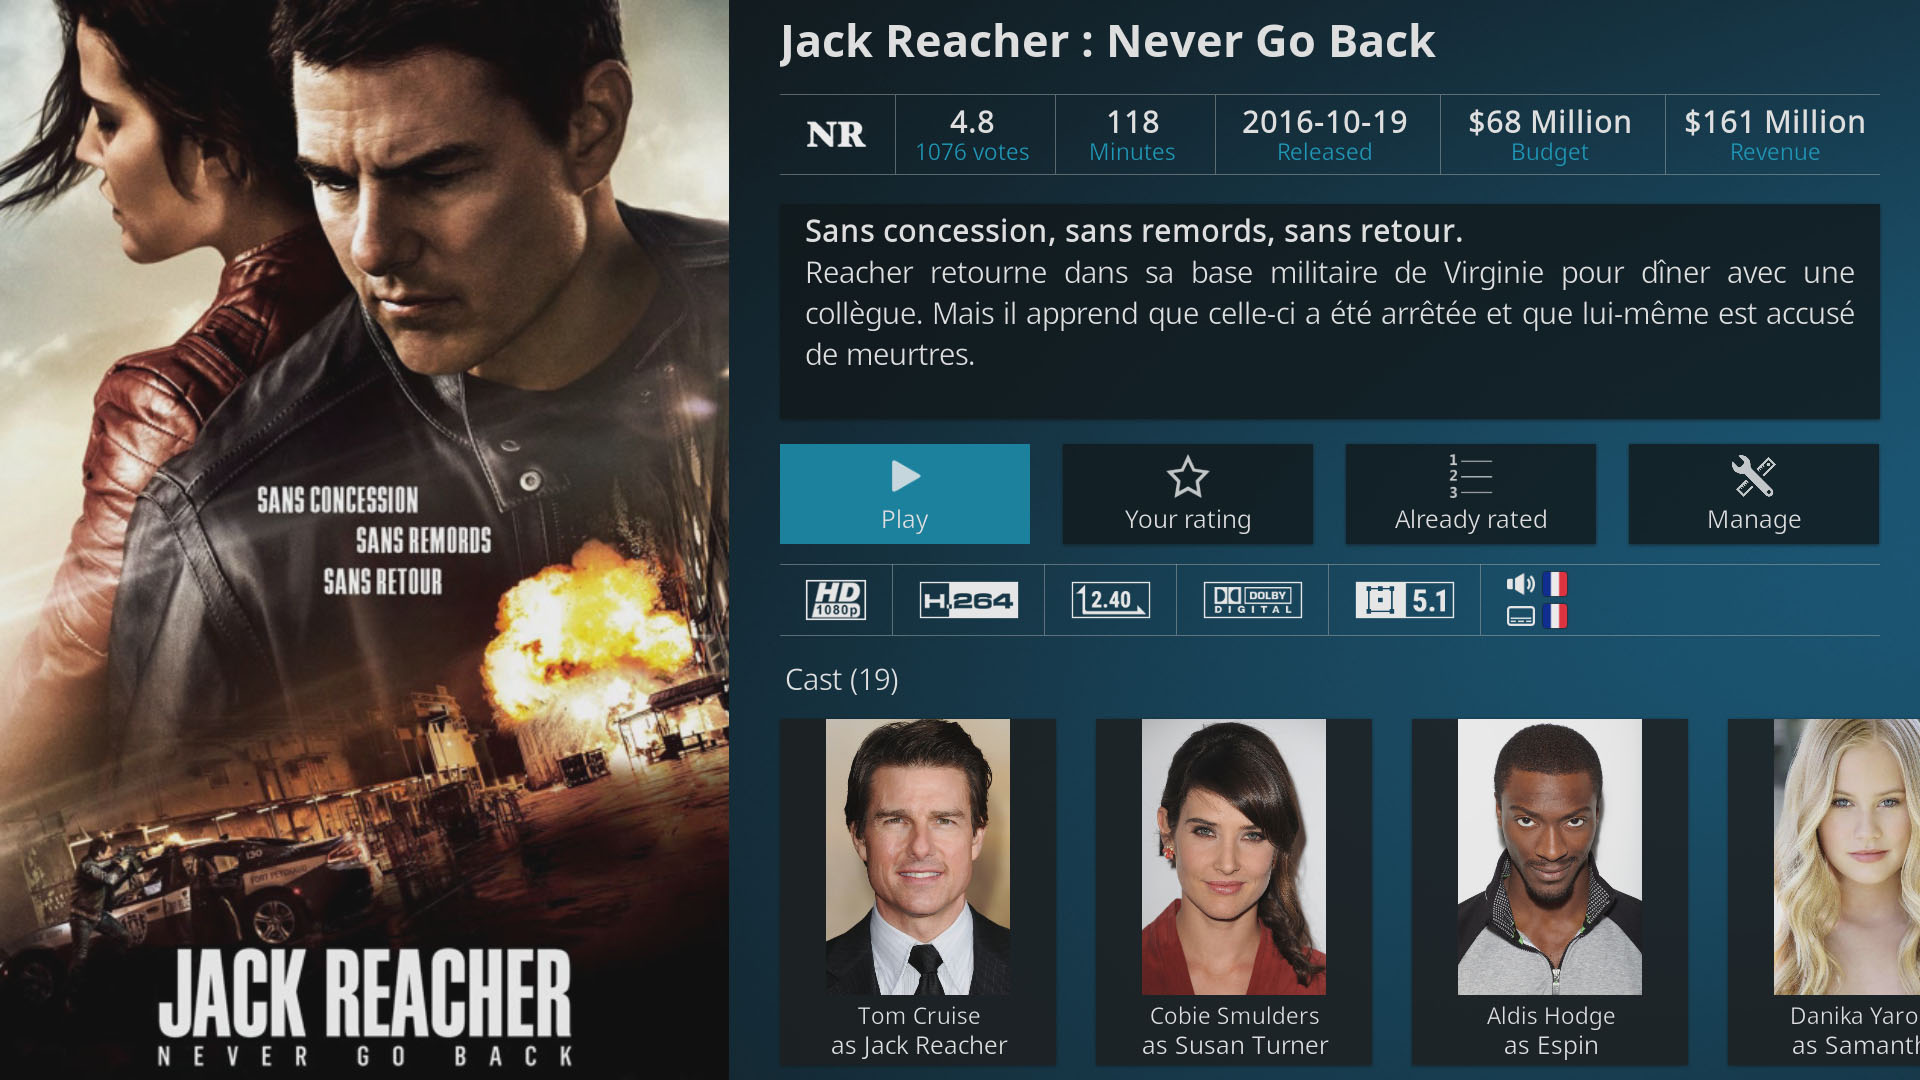 SANS CONCESSION
SANS REMORDS
SANS RETOUR
130
JACK REACHER
NEVER GO BACK
Jack Reacher : Never Go Back
NR
4.8
1076 votes
118
Minutes
2016-10-19
Released
$68 Million
Budget
$161 Million
Revenue
Sans concession, sans remords, sans retour.
Reacher retourne dans sa base militaire de Virginie pour dîner avec une
collègue. Mais il apprend que celle-ci a été arrêtée et que lui-même est accusé
de meurtres.
Play
1
2
3
Your rating
Already rated
Manage
HD
1080p
H.264
2.40
DOLBY
DIGITAL
5.1
Cast (19)
Tom Cruise
as Jack Reacher
Cobie Smulders
as Susan Turner
Aldis Hodge
as Espin
Danika Yaro
as Samant